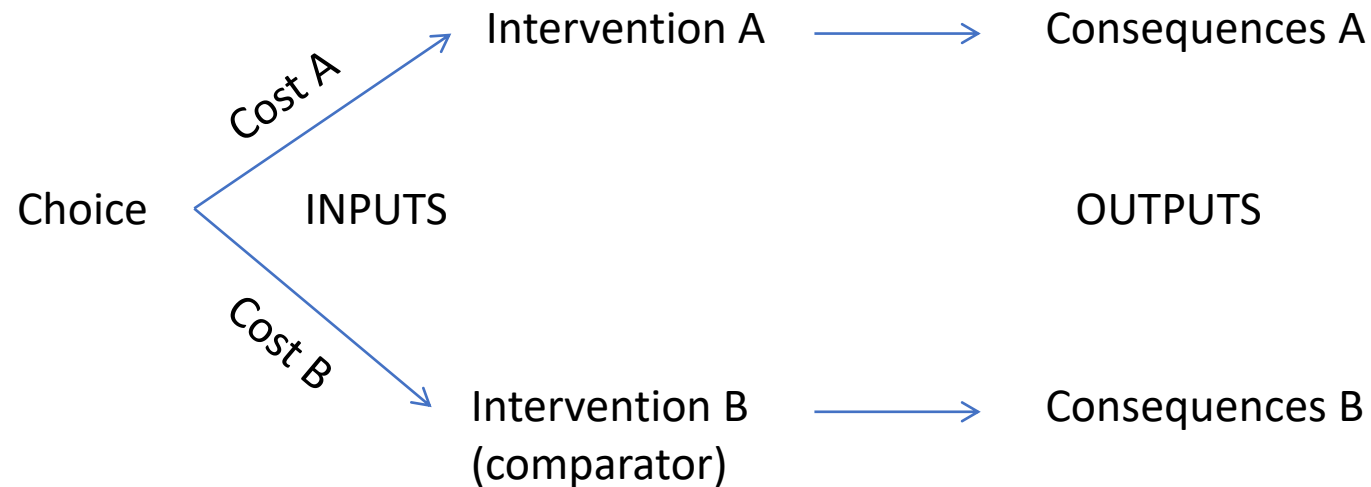 Intervention A
Consequences A
Cost A
Choice
INPUTS
OUTPUTS
Cost B
Intervention B
(comparator)
Consequences B